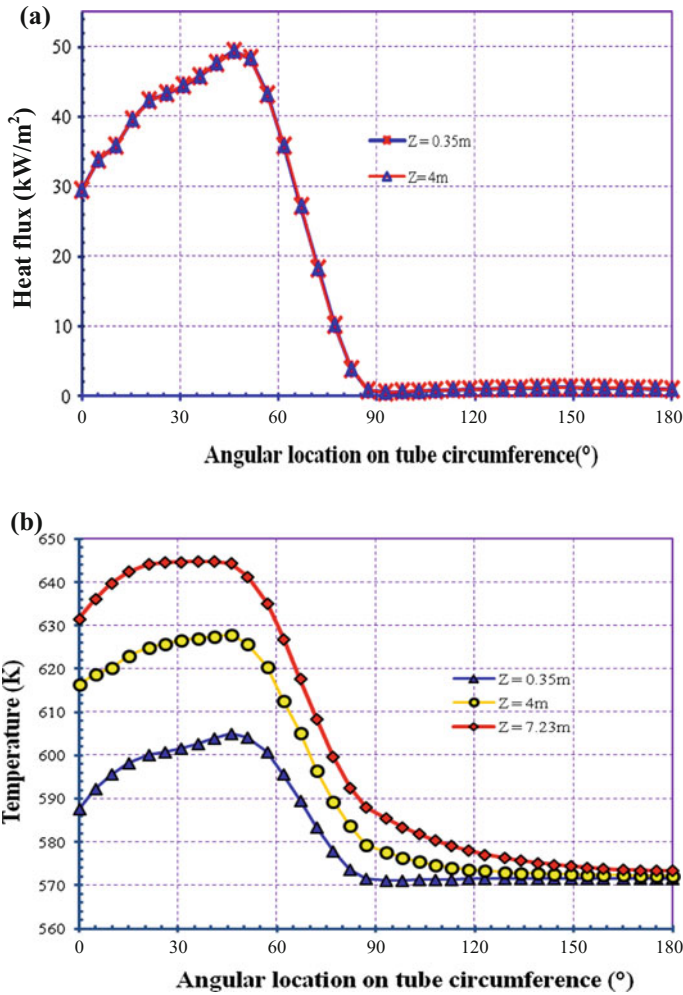 (a)
50
40
30
20
10
0
Heat flux (kW/m²)
Z = 0.35m
Z= 4m
0 30 60 90 120 150 180
Angular location on tube circumference(°)
(b)
650
640
630
620
610
600
590
580
570
560
Temperature (K)
Z = 0.35m
Z = 4m
Z = 7.23m
0 30 60 90 120 150 180
Angular location on tube circumference (°)